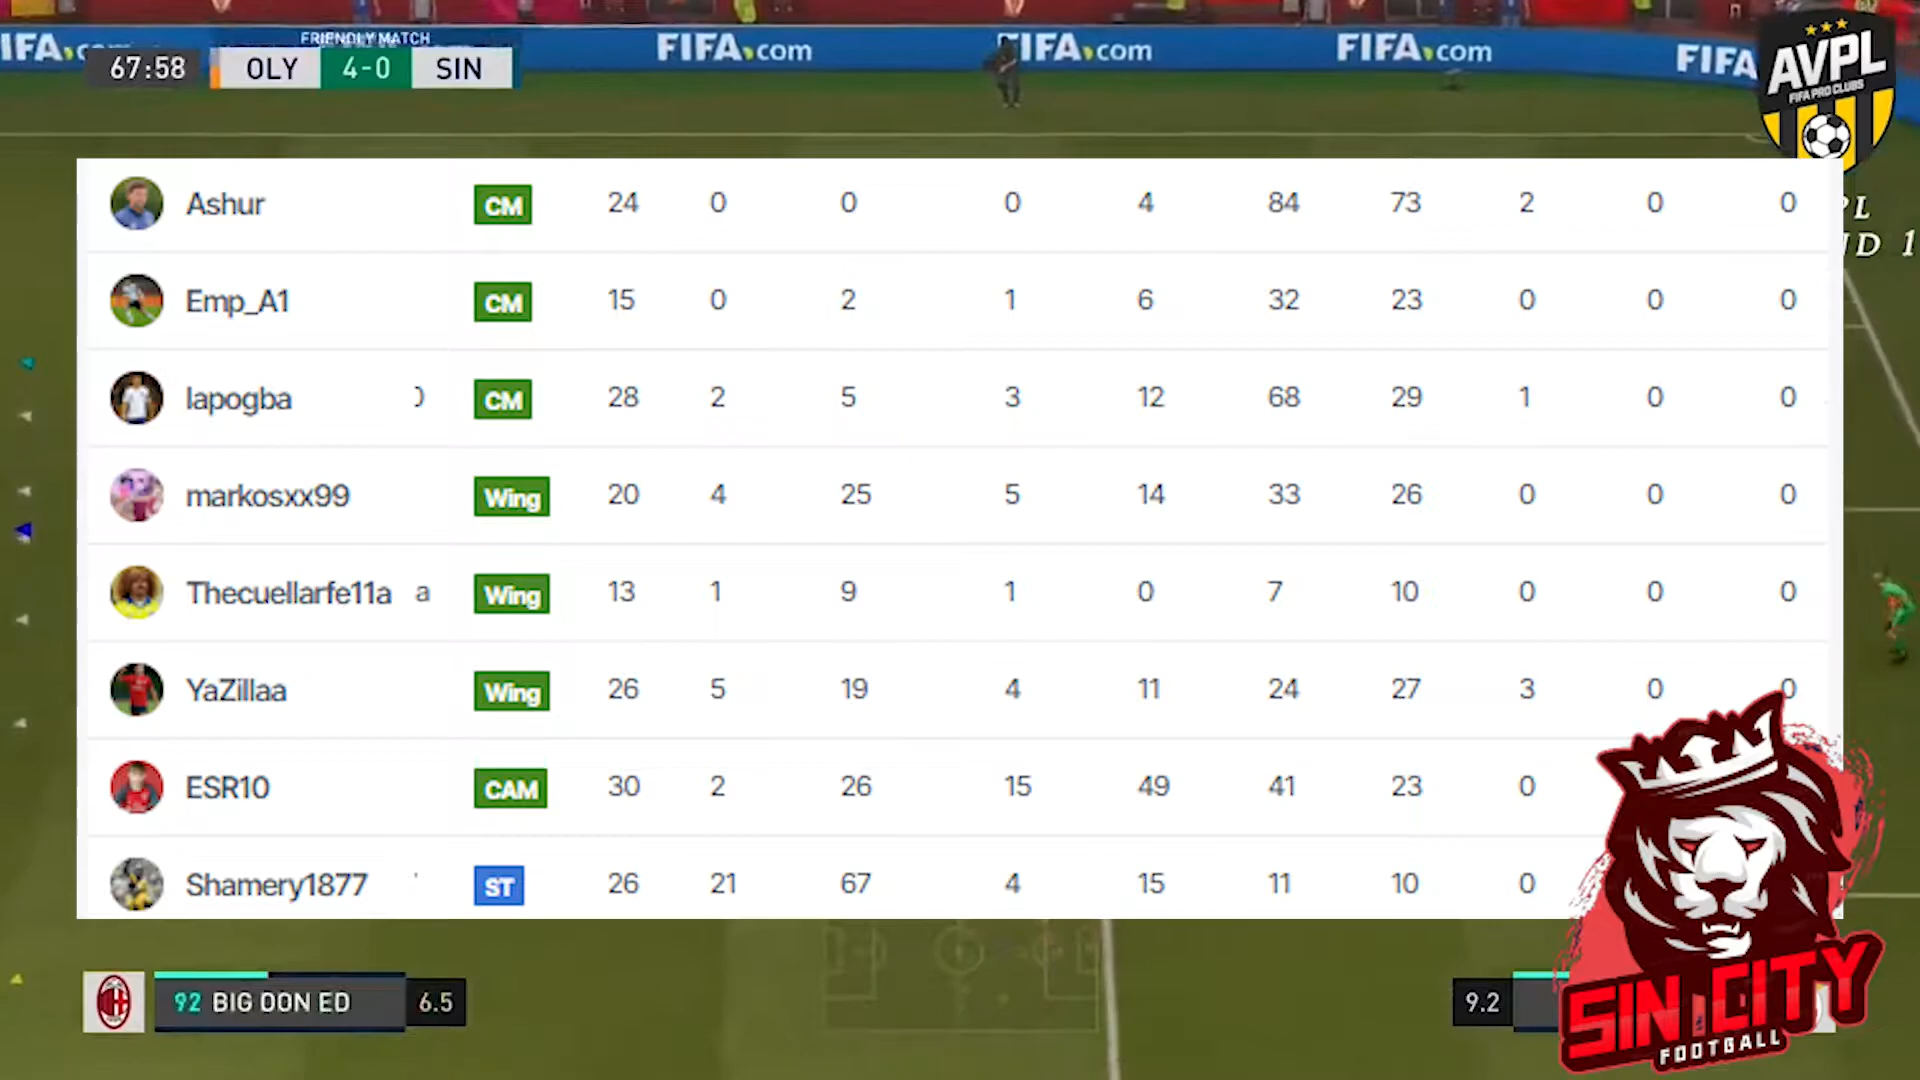 FRIENDLY MATCH
67:58 OLY 4-0 SIN
FIFA.com FIFA.com FIFA.com FIFA
AVPL
FIFA PRO CLUBS
Ashur CM 24 0 0 0 4 84 73 2 0 0
Emp_A1 CM 15 0 2 1 6 32 23 0 0 0
lapogba CM 28 2 5 3 12 68 29 1 0 0
markosxx99 Wing 20 4 25 5 14 33 26 0 0 0
Thecuellarfe11a a Wing 13 1 9 1 0 7 10 0 0 0
YaZillaa Wing 26 5 19 4 11 24 27 3 0 0
ESR10 CAM 30 2 26 15 49 41 23 0
Shamery1877 ST 26 21 67 4 15 11 10 0
92 BIG DON ED 6.5
9.2
SIN CITY
FOOTBALL